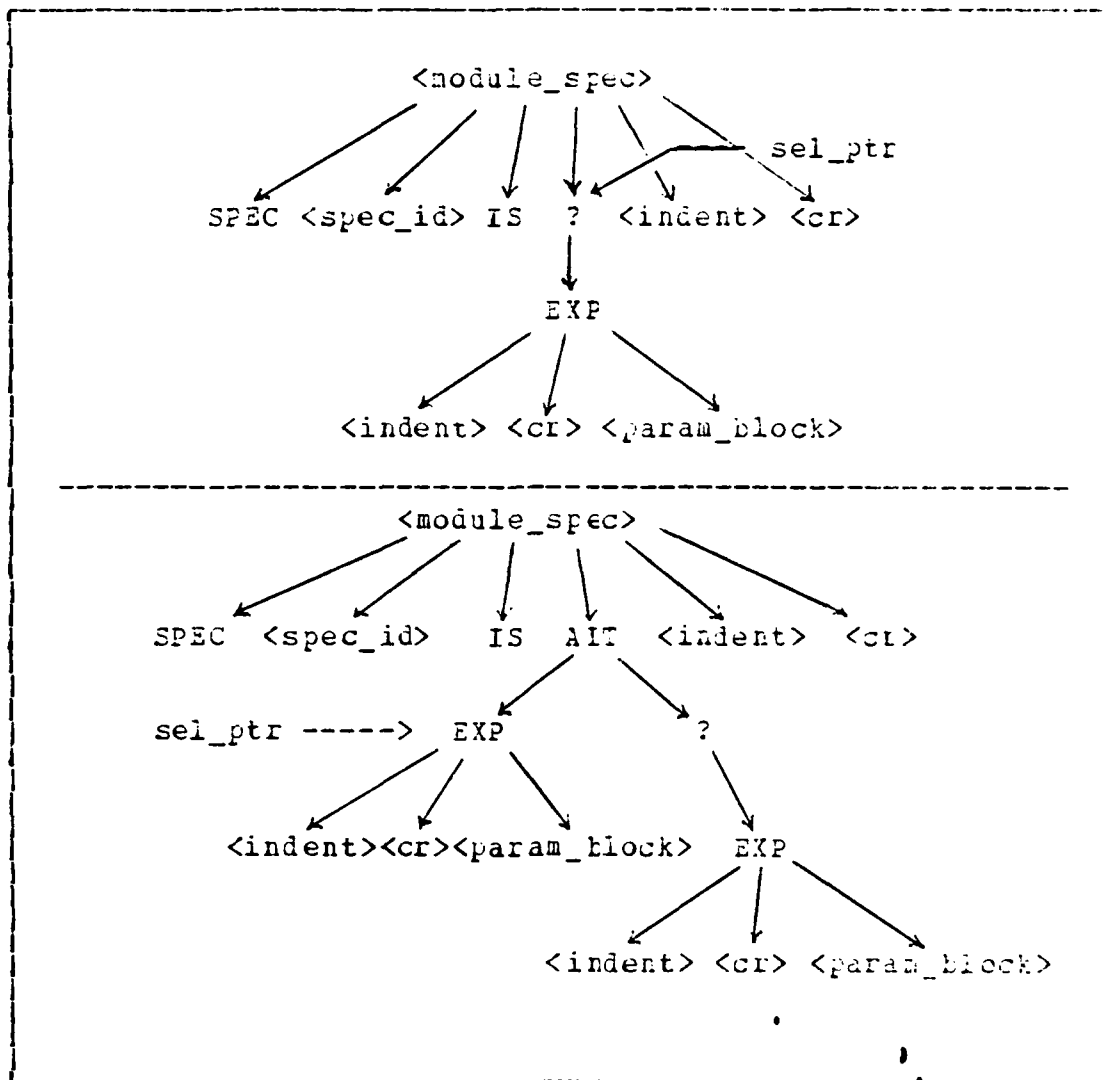 <module_spec>
sel_ptr
SPEC <spec_id> IS ? <indent> <cr>
EXP
<indent> <cr> <param_block>
<module_spec>
SPEC <spec_id> IS ALT <indent> <cr>
sel_ptr -----> EXP ?
<indent><cr><param_block> EXP
<indent> <cr> <param_block>